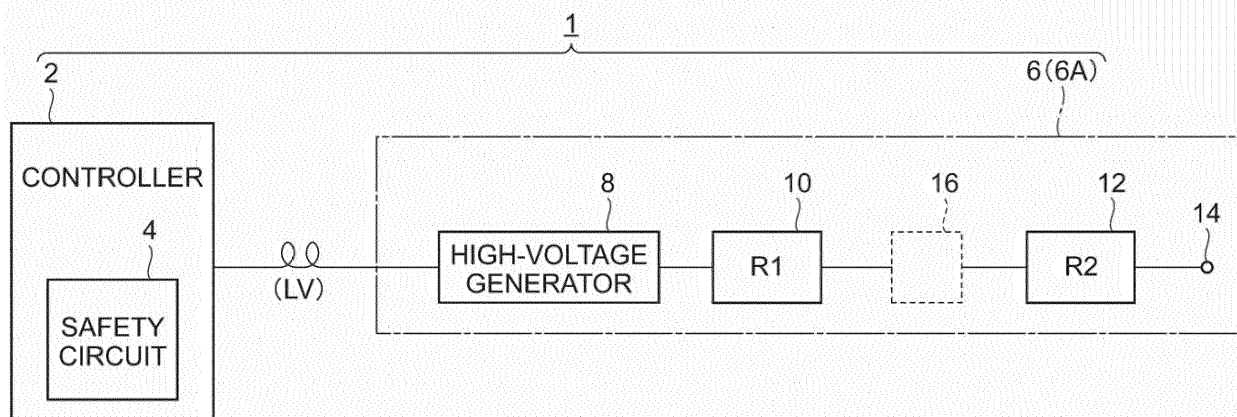 1
2
6(6A)
CONTROLLER
4
8
10
16
12
14
HIGH-VOLTAGE
GENERATOR
R1
R2
(LV)
SAFETY
CIRCUIT